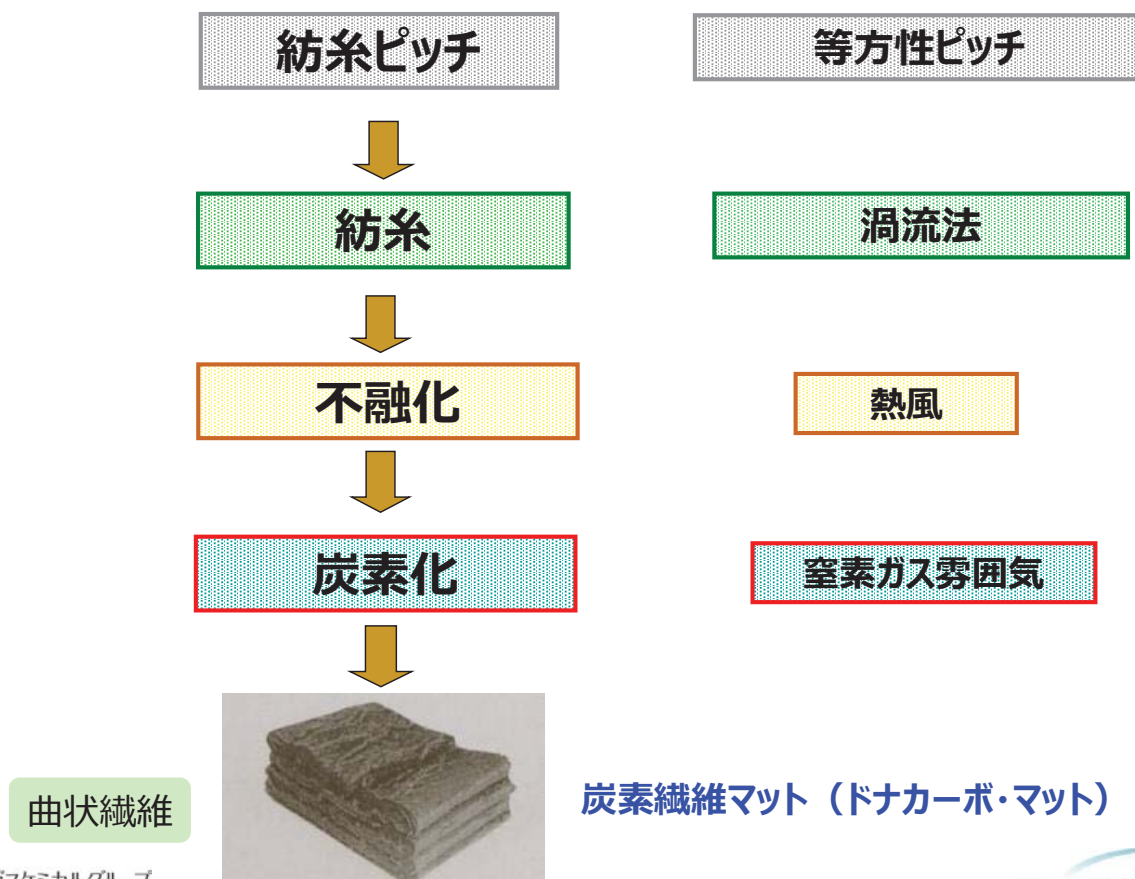 紡糸ピッチ
等方性ピッチ
紡糸
渦流法
不融化
熱風
炭素化
窒素ガス雰囲気
曲状繊維
炭素繊維マット（ドナカーボ・マット）